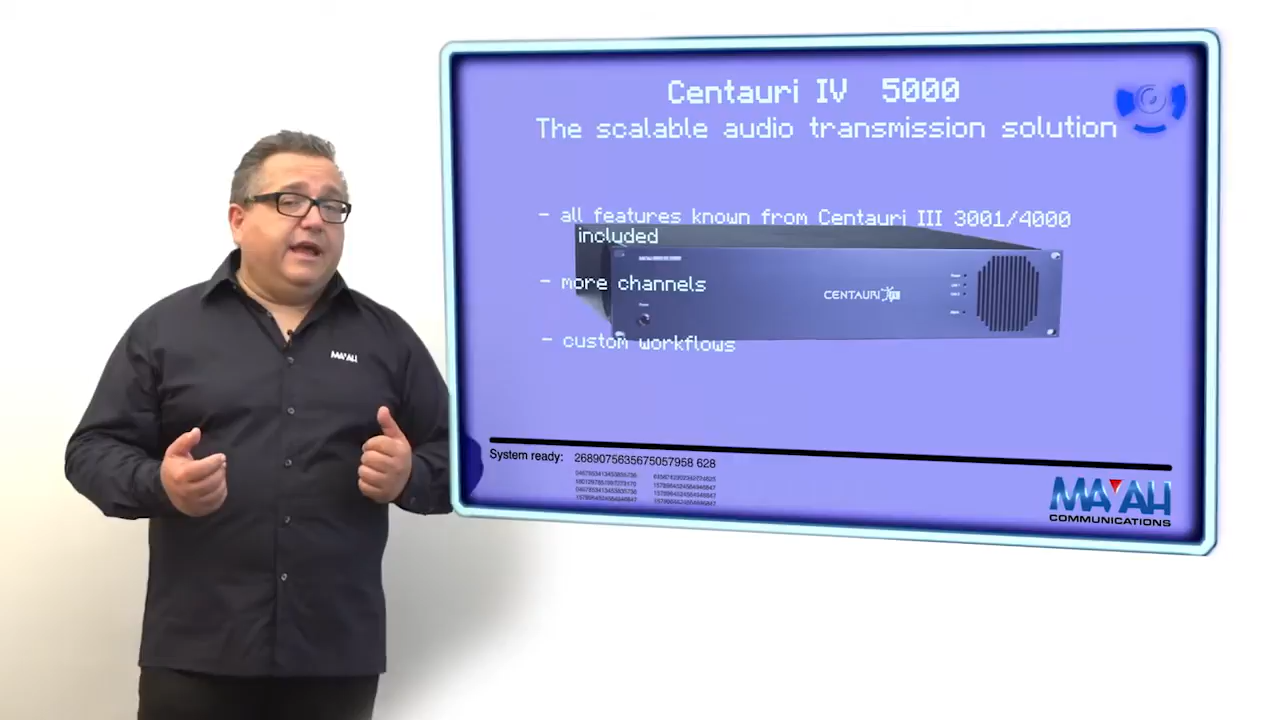 Centauri IV 5000
The scalable audio transmission solution
- all features known from Centauri III 3001/4000
included
- more channels
- custom workflows
CENTAURI
MAYAH
System ready: 2689075635675057958 628
MAYAH
COMMUNICATIONS